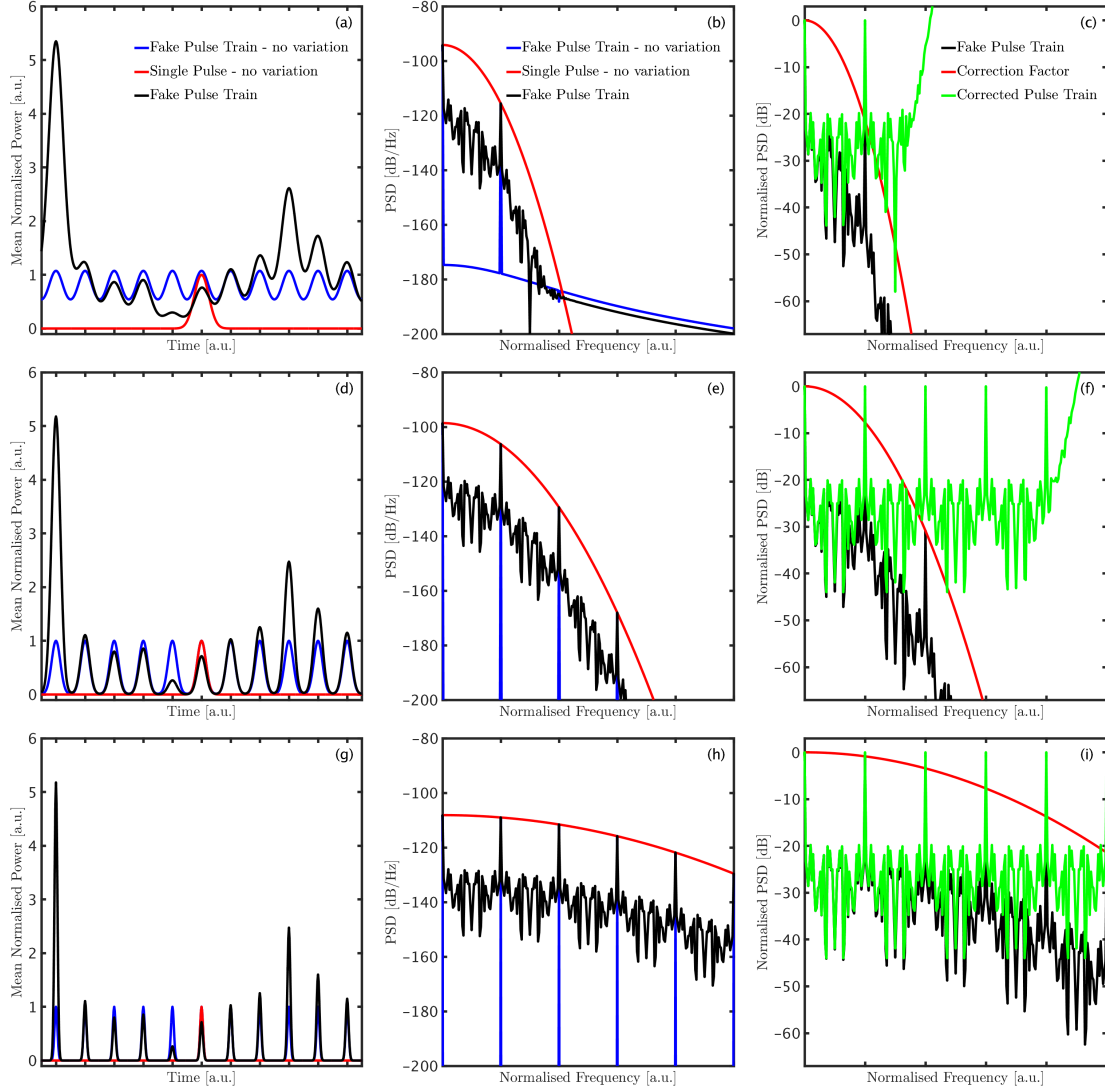 (a)
Fake Pulse Train - no variation
Single Pulse - no variation
Fake Pulse Train
Mean Normalised Power [a.u.]
6
5
4
3
2
1
0
Time [a.u.]
(b)
Fake Pulse Train - no variation
Single Pulse - no variation
Fake Pulse Train
PSD [dB/Hz]
−80
−100
−120
−140
−160
−180
−200
Normalised Frequency [a.u.]
(c)
Fake Pulse Train
Correction Factor
Corrected Pulse Train
Normalised PSD [dB]
0
−10
−20
−30
−40
−50
−60
Normalised Frequency [a.u.]
(d)
Mean Normalised Power [a.u.]
6
5
4
3
2
1
0
Time [a.u.]
(e)
PSD [dB/Hz]
−80
−100
−120
−140
−160
−180
−200
Normalised Frequency [a.u.]
(f)
Normalised PSD [dB]
0
−10
−20
−30
−40
−50
−60
Normalised Frequency [a.u.]
(g)
Mean Normalised Power [a.u.]
6
5
4
3
2
1
0
Time [a.u.]
(h)
PSD [dB/Hz]
−80
−100
−120
−140
−160
−180
−200
Normalised Frequency [a.u.]
(i)
Normalised PSD [dB]
0
−10
−20
−30
−40
−50
−60
Normalised Frequency [a.u.]